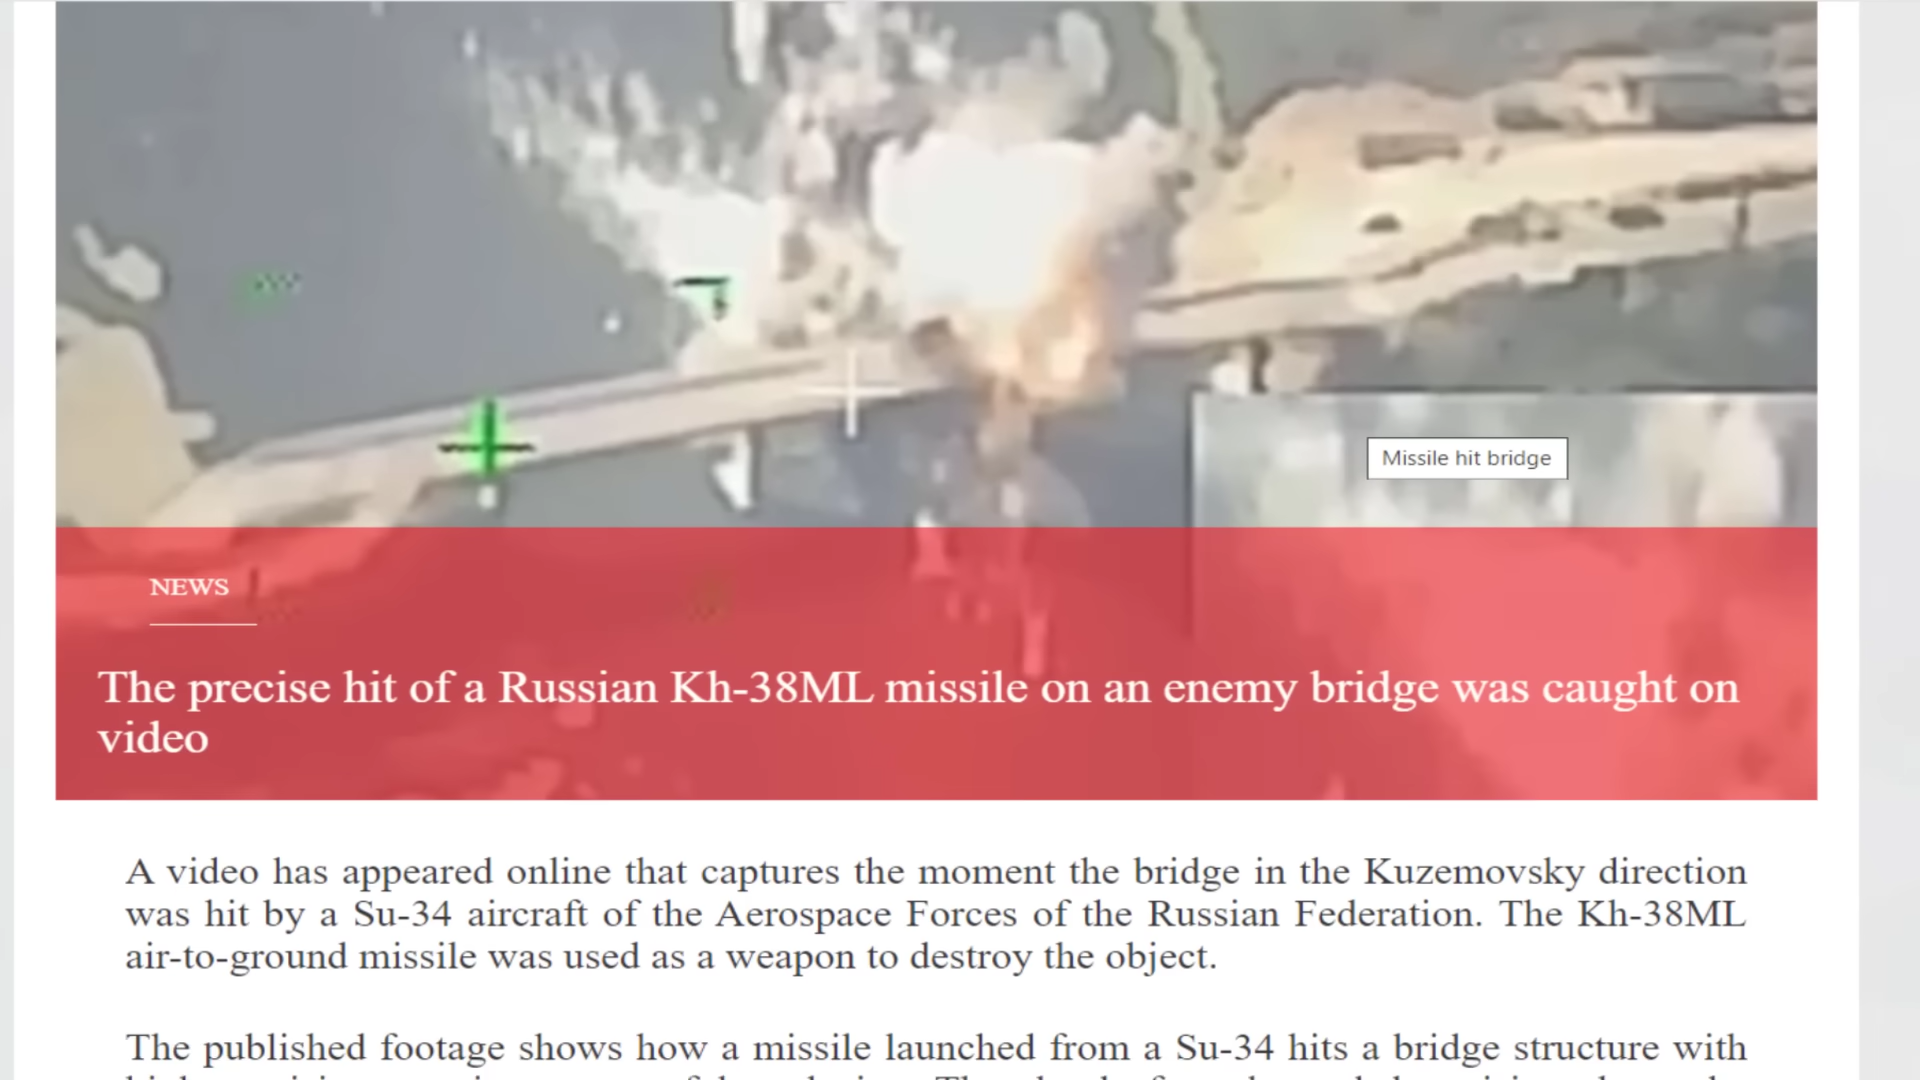 Missile hit bridge
NEWS
The precise hit of a Russian Kh-38ML missile on an enemy bridge was caught on
video
A video has appeared online that captures the moment the bridge in the Kuzemovsky direction
was hit by a Su-34 aircraft of the Aerospace Forces of the Russian Federation. The Kh-38ML
air-to-ground missile was used as a weapon to destroy the object.
The published footage shows how a missile launched from a Su-34 hits a bridge structure with